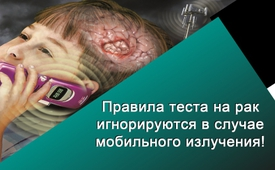 Правила теста на рак
игнорируются в случае
мобильного излучения!